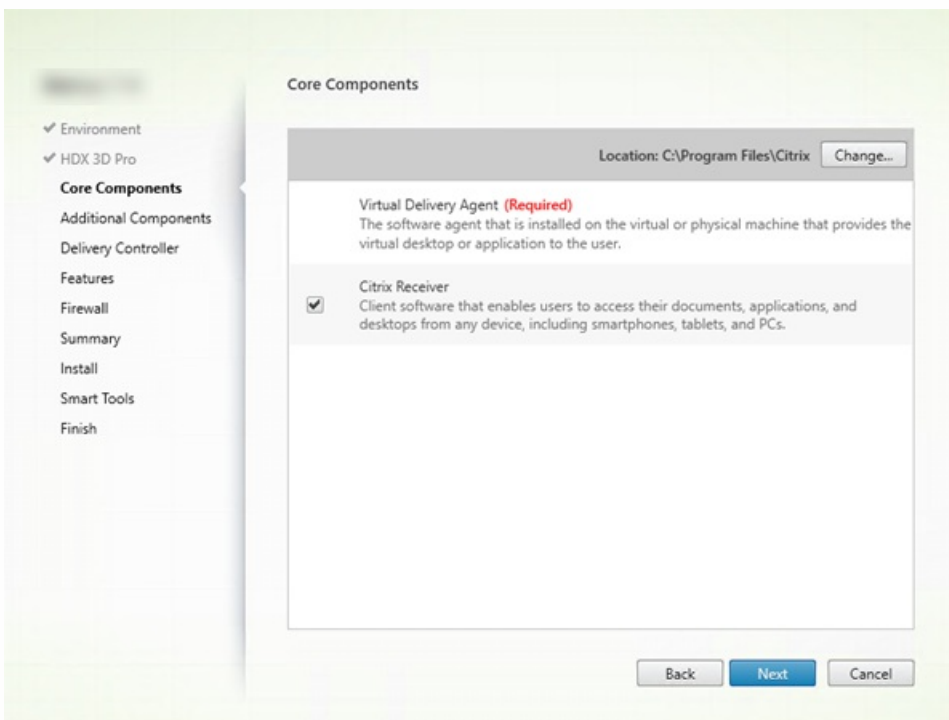 Core Components
✔ Environment
✔ HDX 3D Pro
Core Components
Additional Components
Delivery Controller
Features
Firewall
Summary
Install
Smart Tools
Finish
Location: C:\Program Files\Citrix
Change...
Virtual Delivery Agent (Required)
The software agent that is installed on the virtual or physical machine that provides the
virtual desktop or application to the user.
Citrix Receiver
Client software that enables users to access their documents, applications, and
desktops from any device, including smartphones, tablets, and PCs.
Back
Next
Cancel